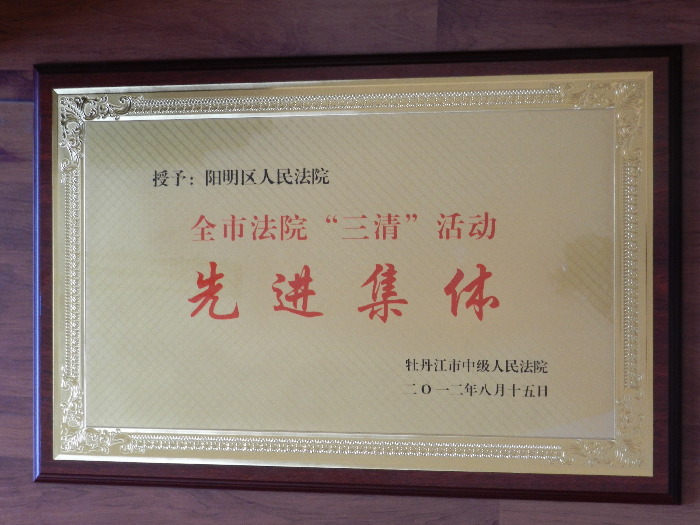 授予：阳明区人民法院
全市法院“三清”活动
先进集体
牡丹江市中级人民法院
二〇一二年八月十五日